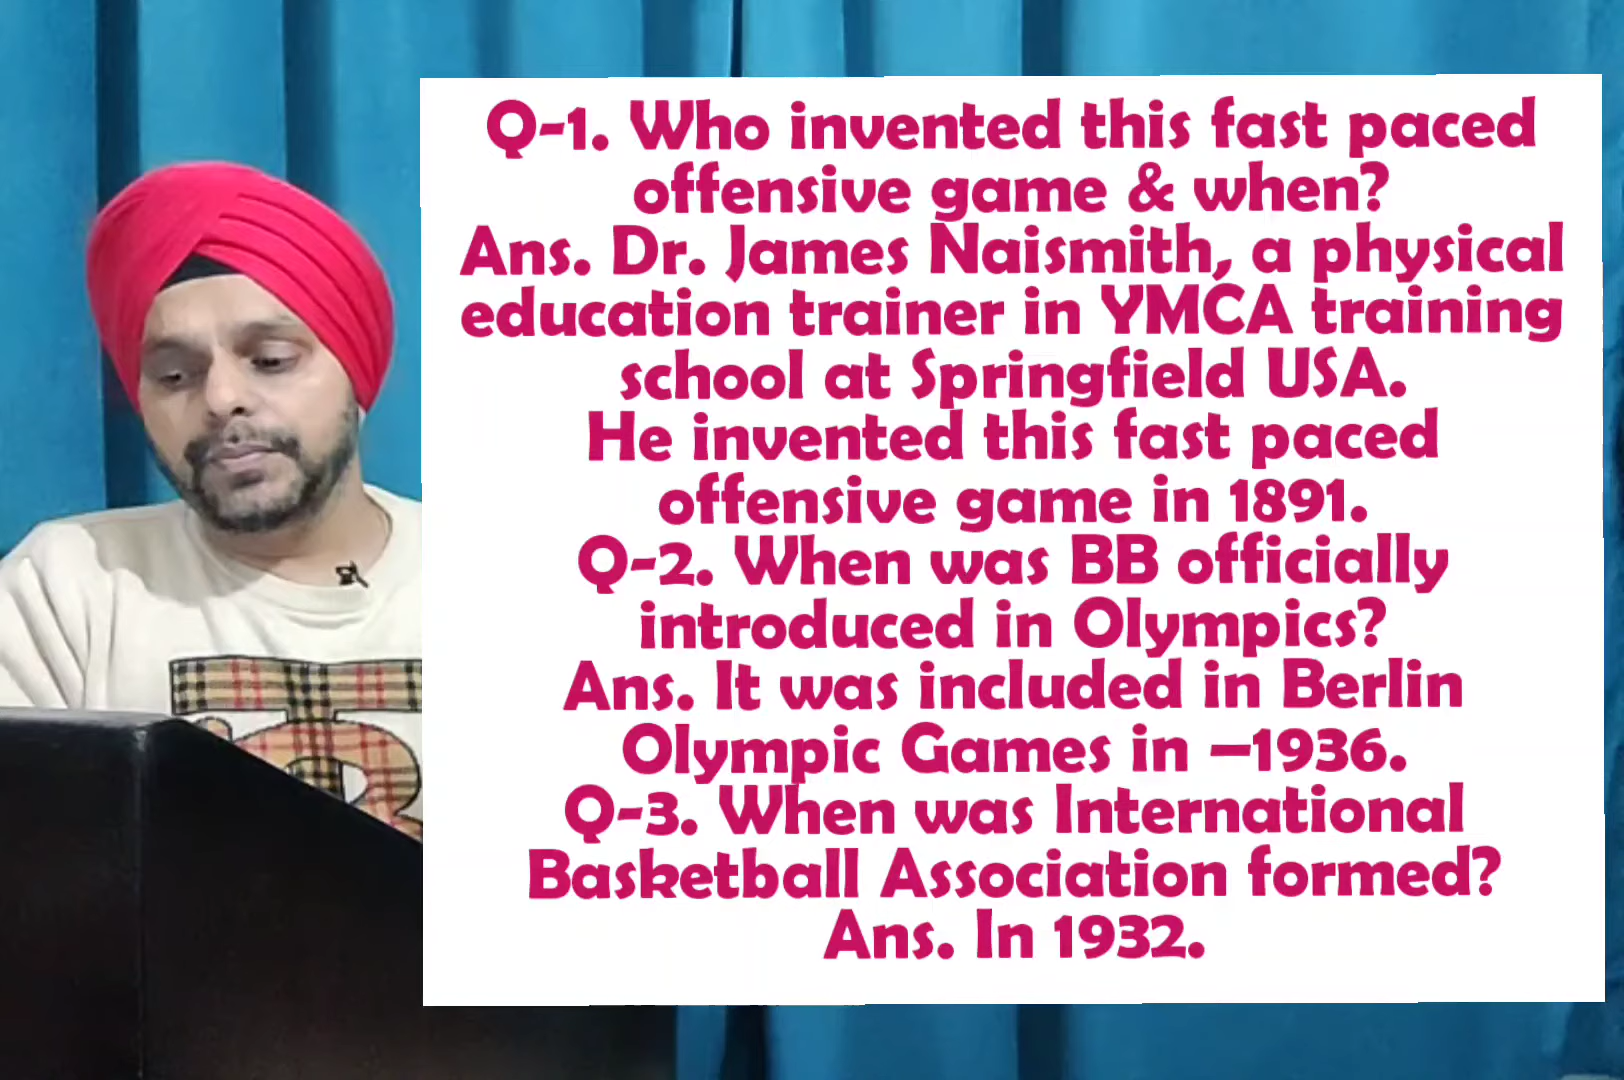 Q-1. Who invented this fast paced
offensive game & when?
Ans. Dr. James Naismith, a physical
education trainer in YMCA training
school at Springfield USA.
He invented this fast paced
offensive game in 1891.
Q-2. When was BB officially
introduced in Olympics?
Ans. It was included in Berlin
Olympic Games in –1936.
Q-3. When was International
Basketball Association formed?
Ans. In 1932.